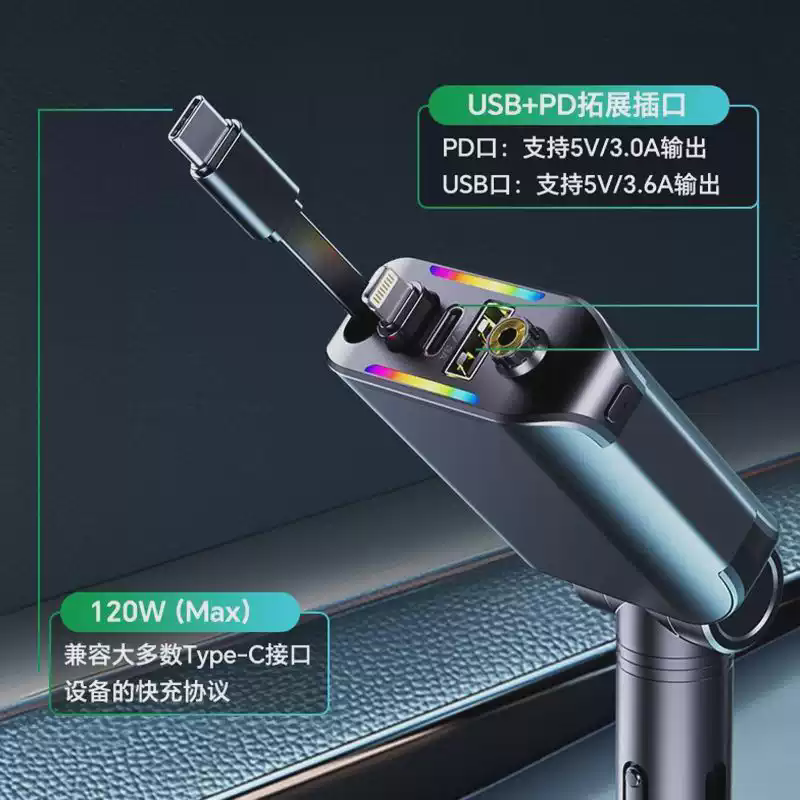 USB+PD拓展插口
PD口：支持5V/3.0A输出
USB口：支持5V/3.6A输出
120W (Max)
兼容大多数Type-C接口
设备的快充协议